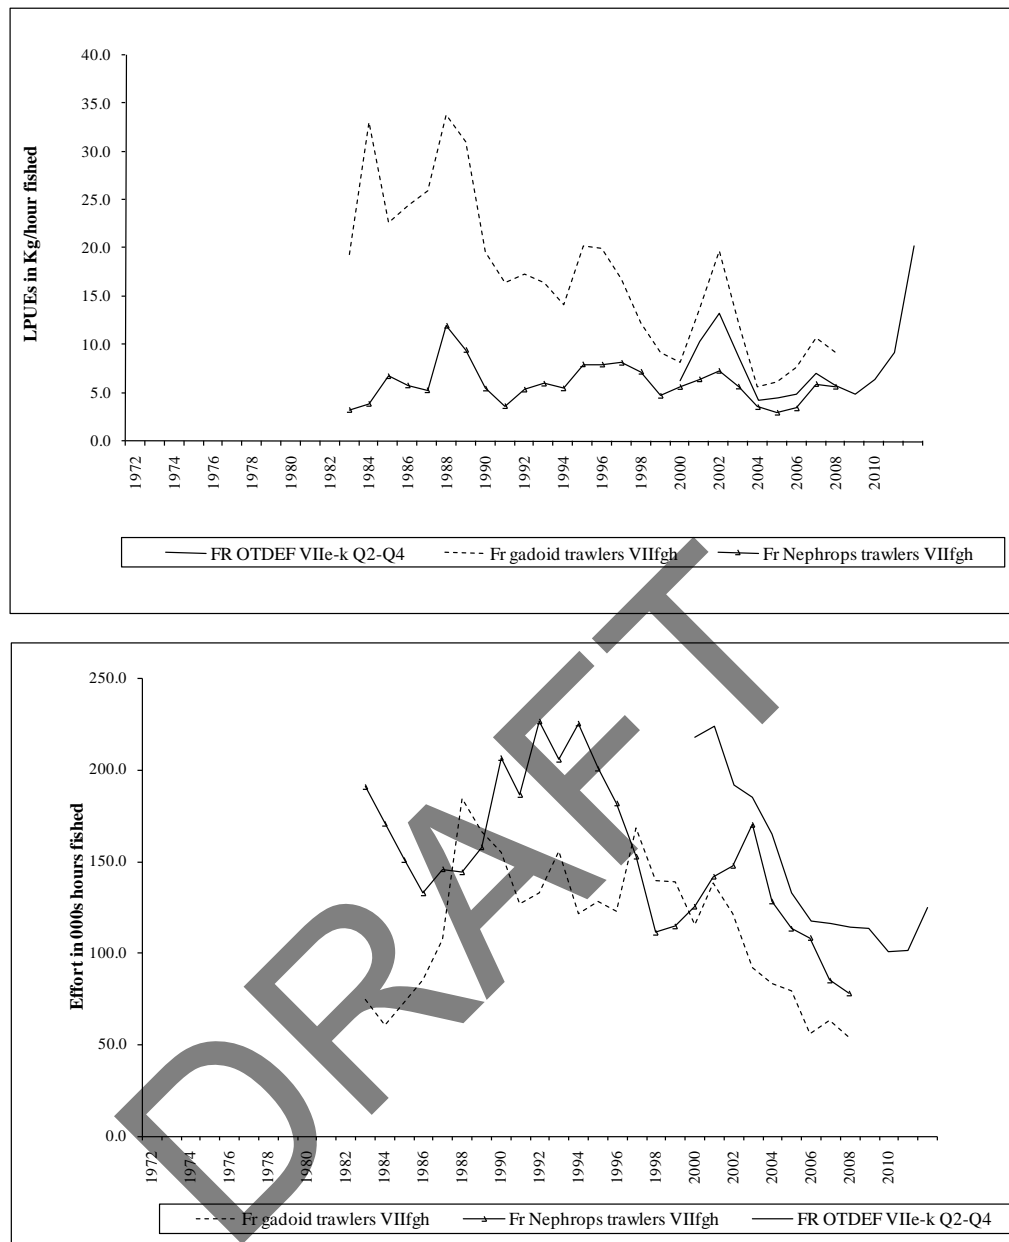 40.0
35.0
30.0
25.0
20.0
15.0
10.0
5.0
0.0
LPUEs in Kg/hour fished
1972 1974 1976 1978 1980 1982 1984 1986 1988 1990 1992 1994 1996 1998 2000 2002 2004 2006 2008 2010
FR OTDEF VIIe-k Q2-Q4 Fr gadoid trawlers VIIfgh Fr Nephrops trawlers VIIfgh
250.0
200.0
150.0
100.0
50.0
0.0
Effort in 000s hours fished
1972 1974 1976 1978 1980 1982 1984 1986 1988 1990 1992 1994 1996 1998 2000 2002 2004 2006 2008 2010
Fr gadoid trawlers VIIfgh Fr Nephrops trawlers VIIfgh FR OTDEF VIIe-k Q2-Q4
DRAFT